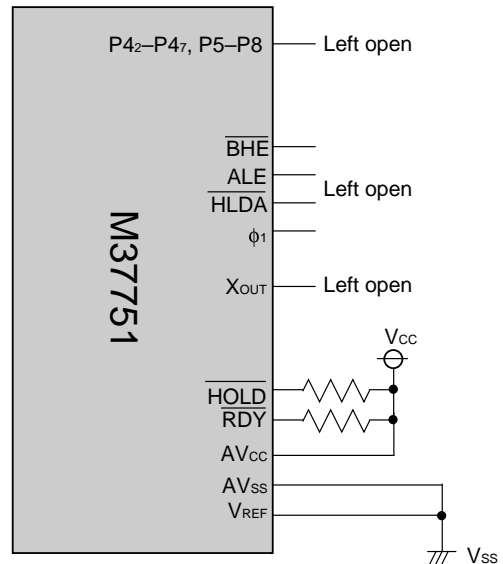 P42–P47, P5–P8 Left open
BHE
ALE
Left open
HLDA
ϕ1
M37751
XOUT Left open
VCC
HOLD
RDY
AVCC
AVSS
VREF
VSS